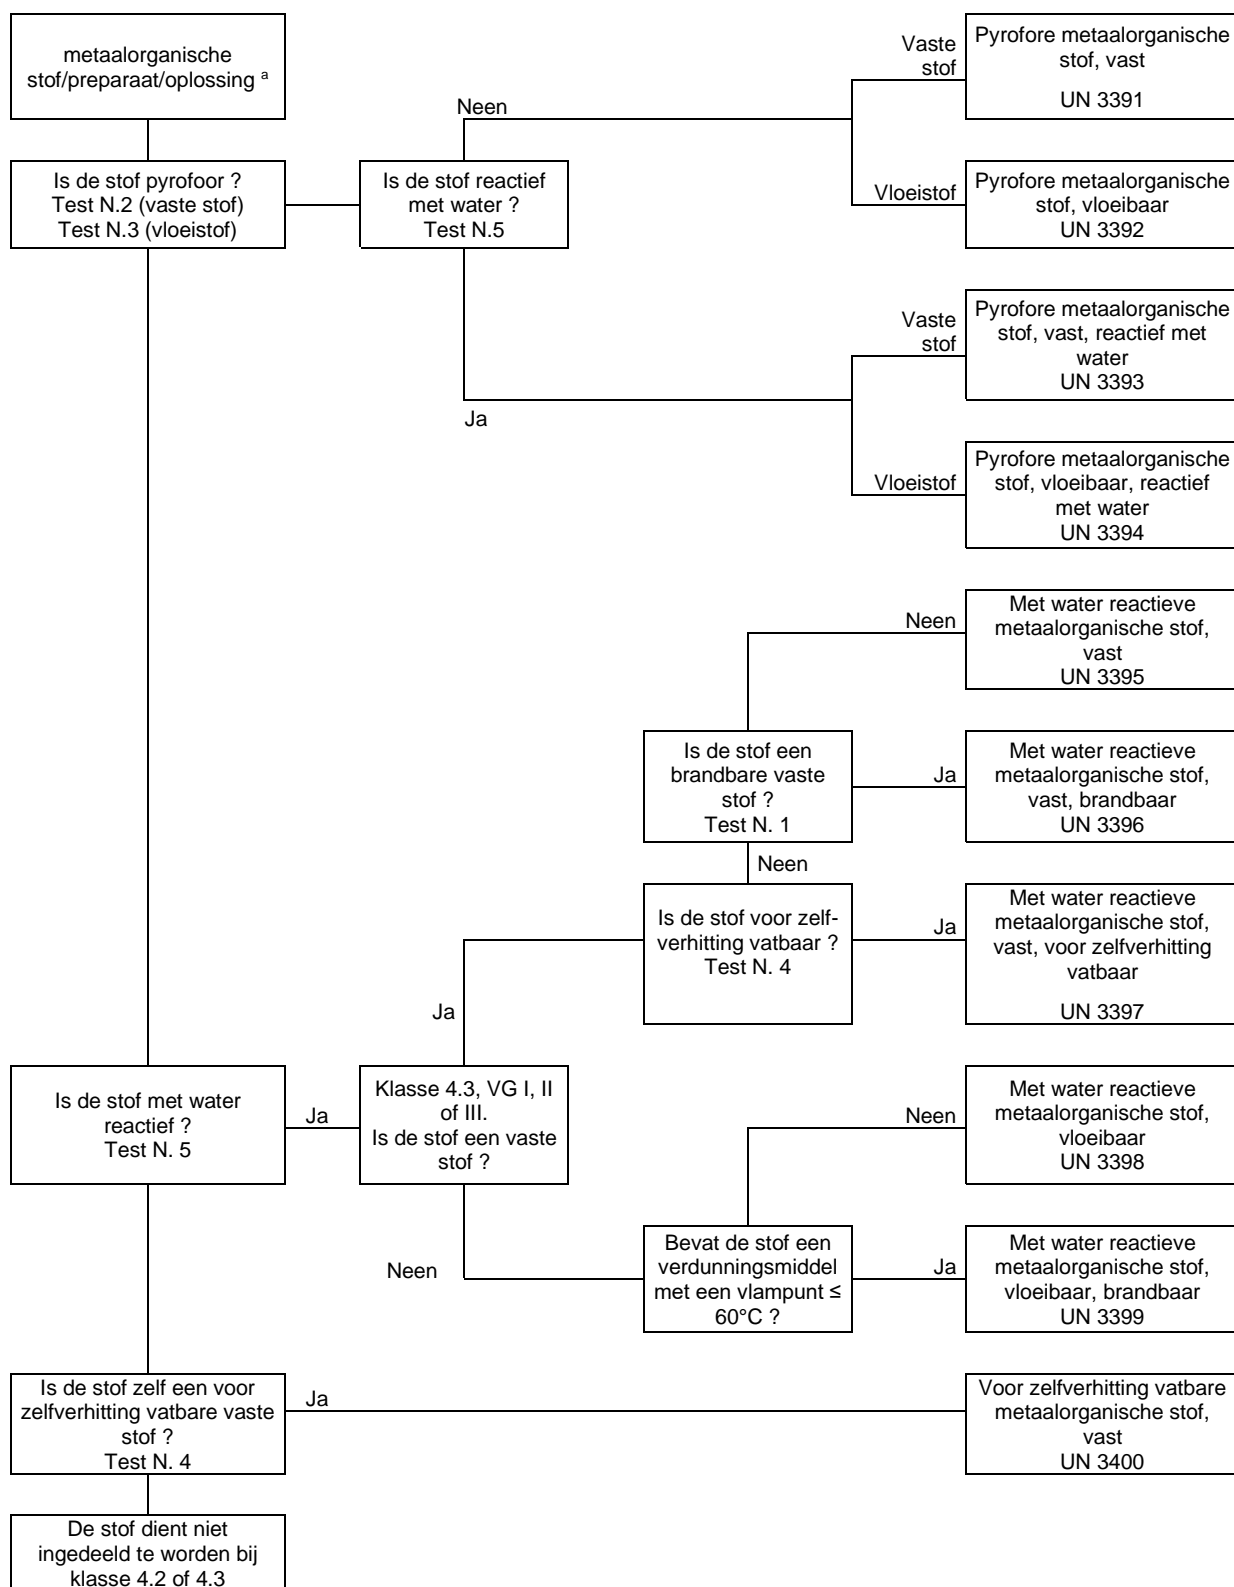 metaalorganische
stof/preparaat/oplossing a
Is de stof pyrofoor ?
Test N.2 (vaste stof)
Test N.3 (vloeistof)
Is de stof reactief
met water ?
Test N.5
Neen
Vaste
stof
Pyrofore metaalorganische
stof, vast
UN 3391
Vloeistof
Pyrofore metaalorganische
stof, vloeibaar
UN 3392
Ja
Vaste
stof
Pyrofore metaalorganische
stof, vast, reactief met
water
UN 3393
Vloeistof
Pyrofore metaalorganische
stof, vloeibaar, reactief
met water
UN 3394
Neen
Met water reactieve
metaalorganische stof,
vast
UN 3395
Is de stof een
brandbare vaste
stof ?
Test N. 1
Ja
Met water reactieve
metaalorganische stof,
vast, brandbaar
UN 3396
Neen
Is de stof voor zelf-
verhitting vatbaar ?
Test N. 4
Ja
Met water reactieve
metaalorganische stof,
vast, voor zelfverhitting
vatbaar
UN 3397
Ja
Is de stof met water
reactief ?
Test N. 5
Ja
Klasse 4.3, VG I, II
of III.
Is de stof een vaste
stof ?
Neen
Met water reactieve
metaalorganische stof,
vloeibaar
UN 3398
Neen
Bevat de stof een
verdunningsmiddel
met een vlampunt ≤
60°C ?
Ja
Met water reactieve
metaalorganische stof,
vloeibaar, brandbaar
UN 3399
Is de stof zelf een voor
zelfverhitting vatbare vaste
stof ?
Test N. 4
Ja
Voor zelfverhitting vatbare
metaalorganische stof,
vast
UN 3400
De stof dient niet
ingedeeld te worden bij
klasse 4.2 of 4.3